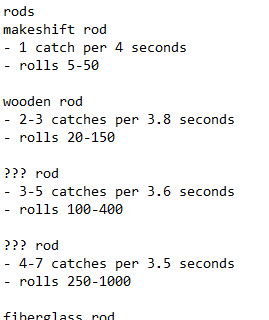 rods
makeshift rod
- 1 catch per 4 seconds
- rolls 5-50
wooden rod
- 2-3 catches per 3.8 seconds
- rolls 20-150
??? rod
- 3-5 catches per 3.6 seconds
- rolls 100-400
??? rod
- 4-7 catches per 3.5 seconds
- rolls 250-1000
fiberglass rod